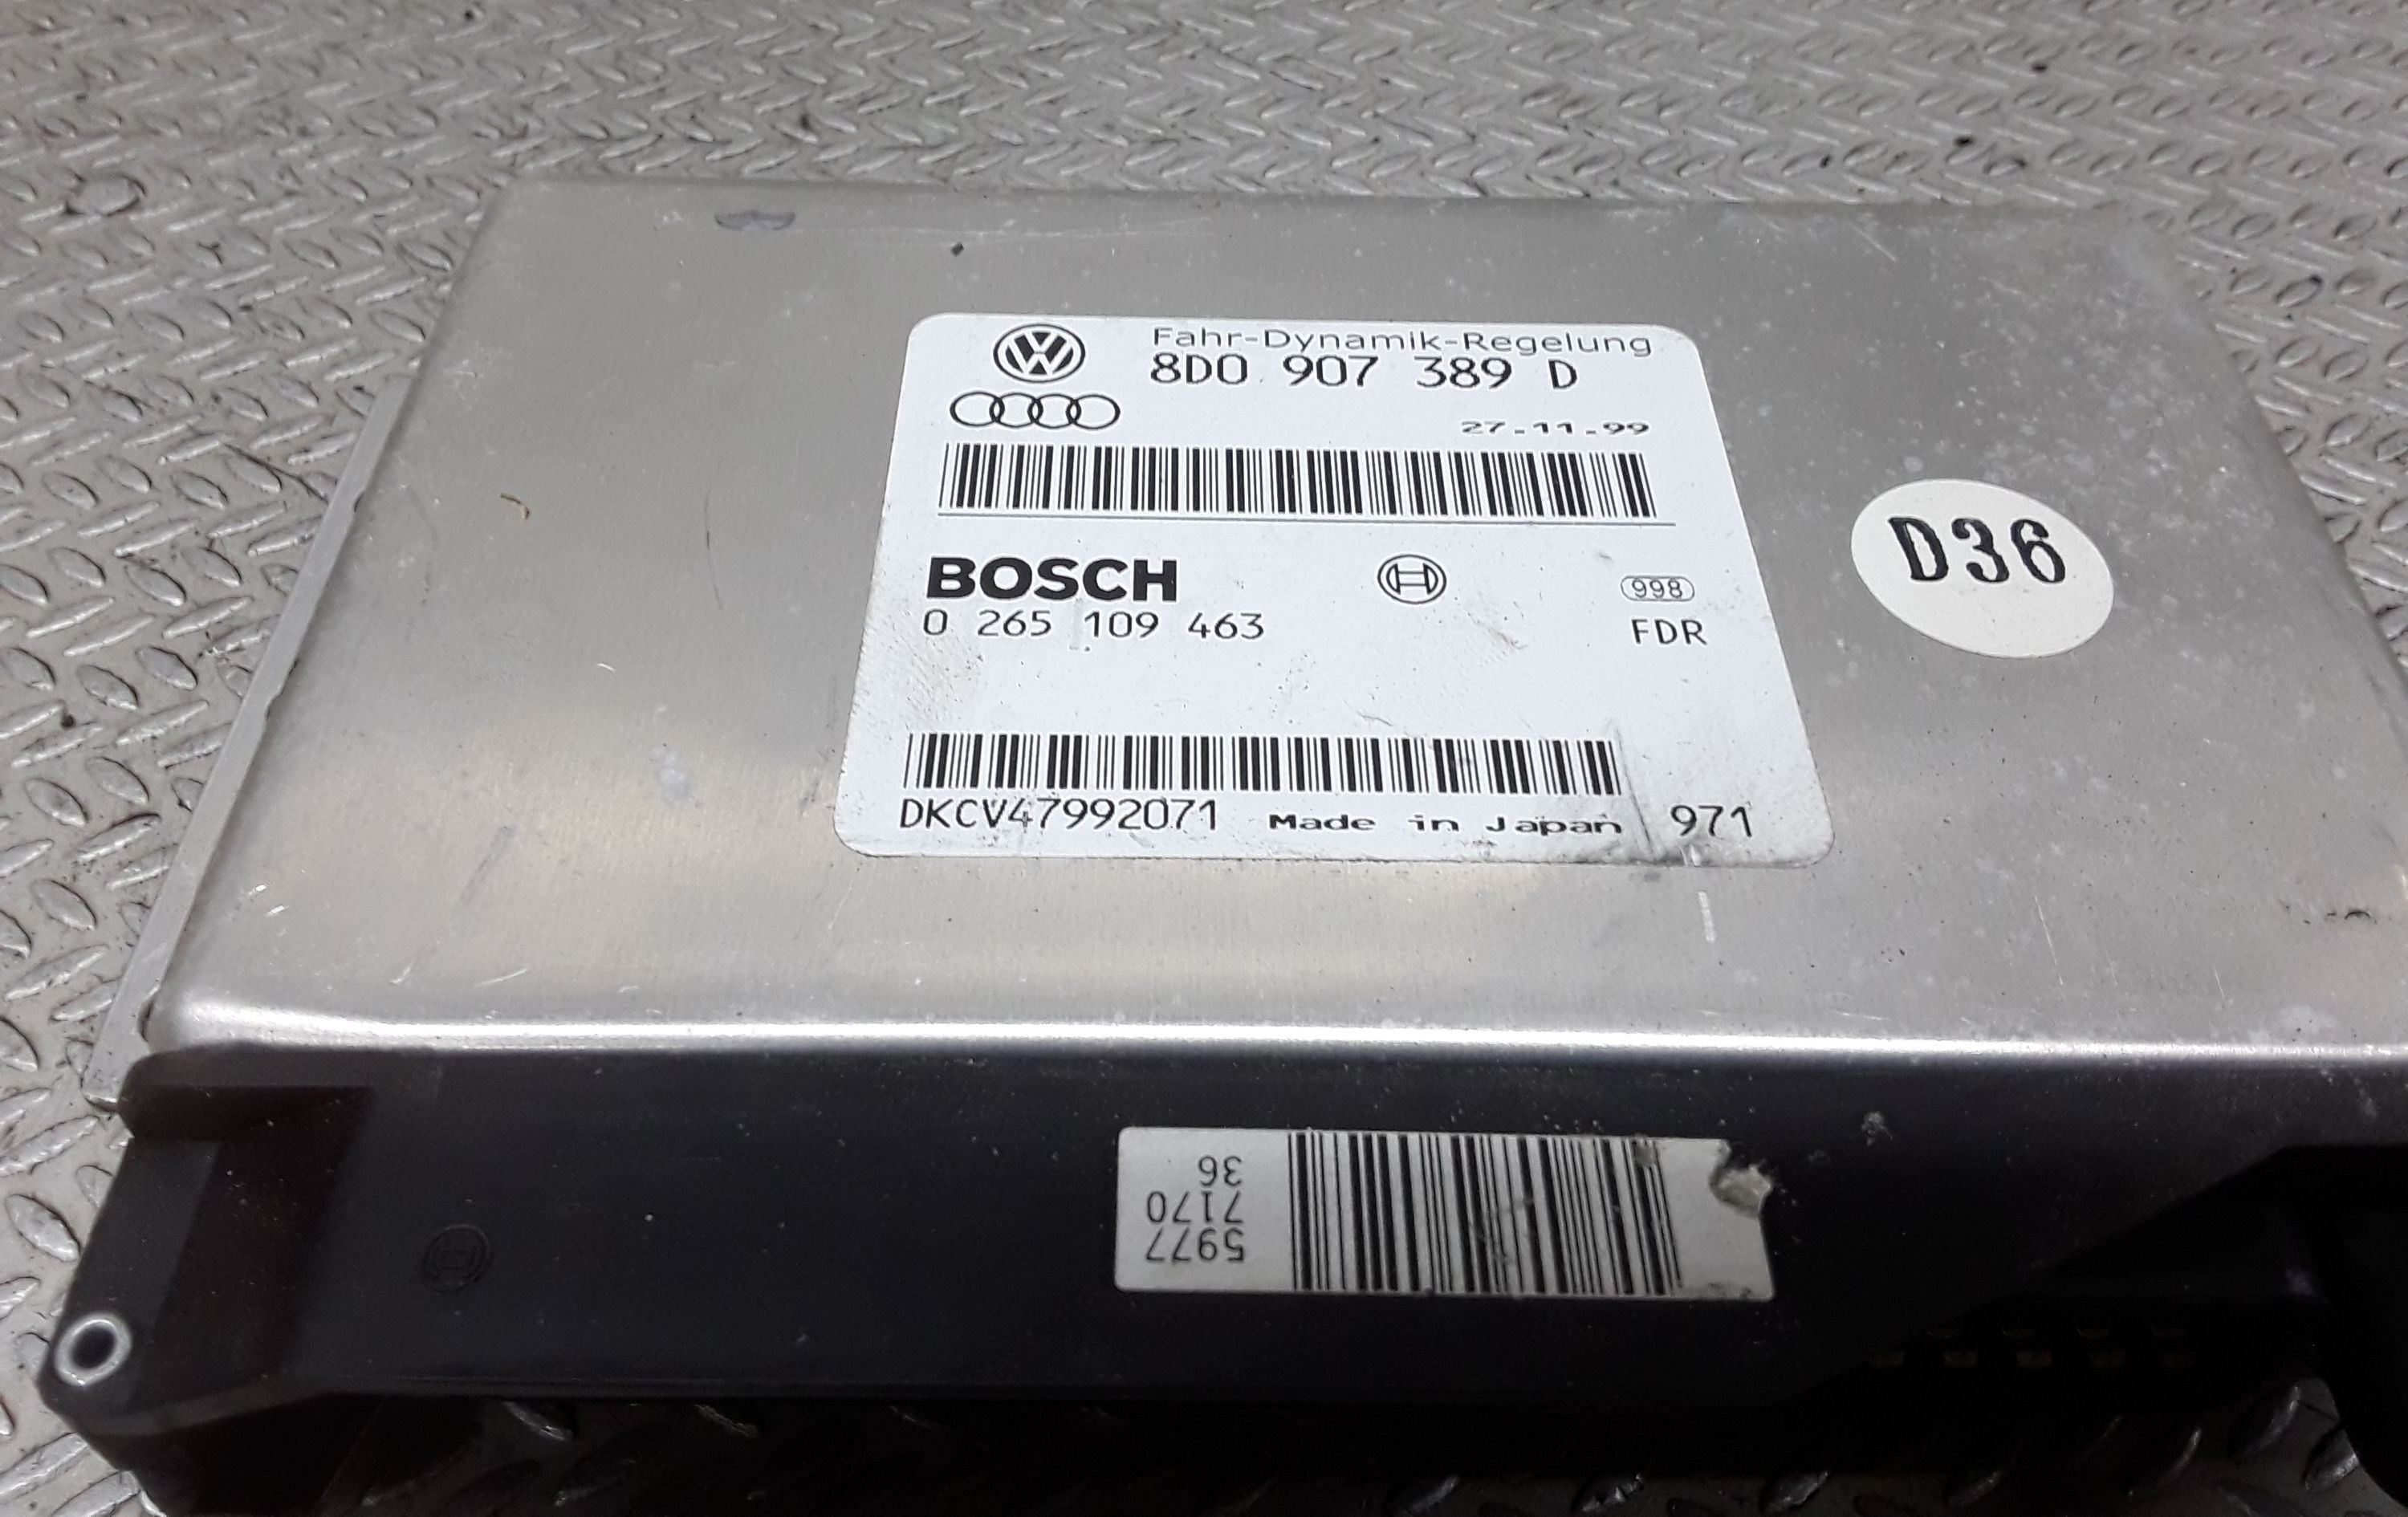 Fahr-Dynamik-Regelung
8D0 907 389 D
27.11.99
BOSCH
998
0 265 109 463
FDR
DKCV47992071 Made in Japan 971
D36
5977
7170
36